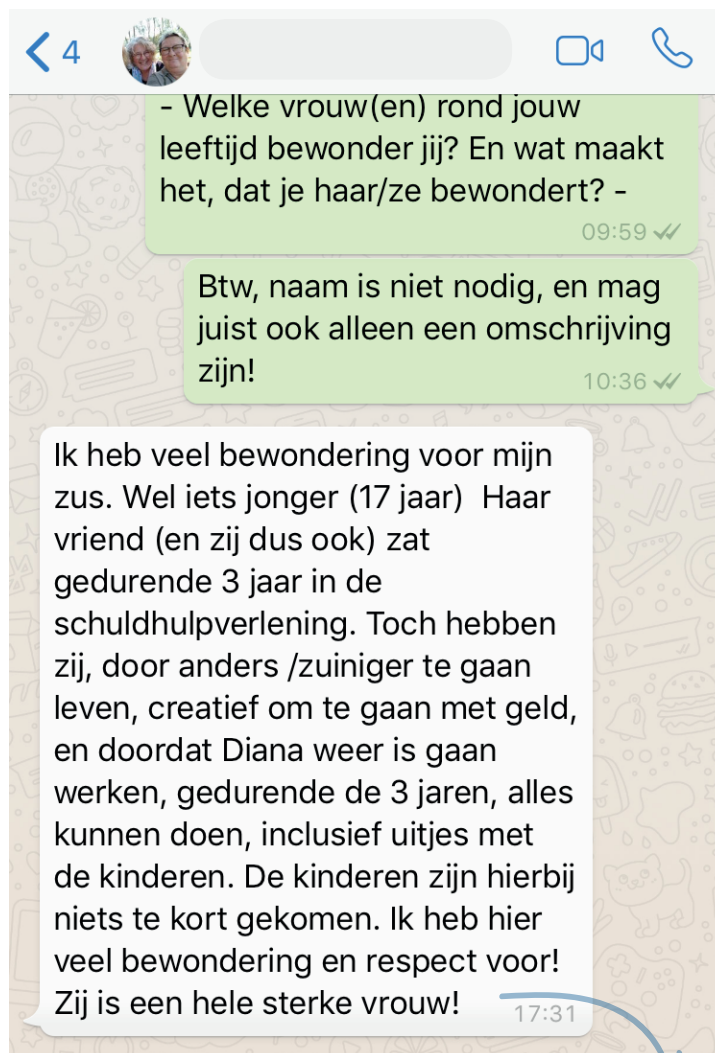 4
- Welke vrouw(en) rond jouw
leeftijd bewonder jij? En wat maakt
het, dat je haar/ze bewondert? -
09:59
Btw, naam is niet nodig, en mag
juist ook alleen een omschrijving
zijn!
10:36
Ik heb veel bewondering voor mijn
zus. Wel iets jonger (17 jaar)  Haar
vriend (en zij dus ook) zat
gedurende 3 jaar in de
schuldhulpverlening. Toch hebben
zij, door anders /zuiniger te gaan
leven, creatief om te gaan met geld,
en doordat Diana weer is gaan
werken, gedurende de 3 jaren, alles
kunnen doen, inclusief uitjes met
de kinderen. De kinderen zijn hierbij
niets te kort gekomen. Ik heb hier
veel bewondering en respect voor!
Zij is een hele sterke vrouw!
17:31